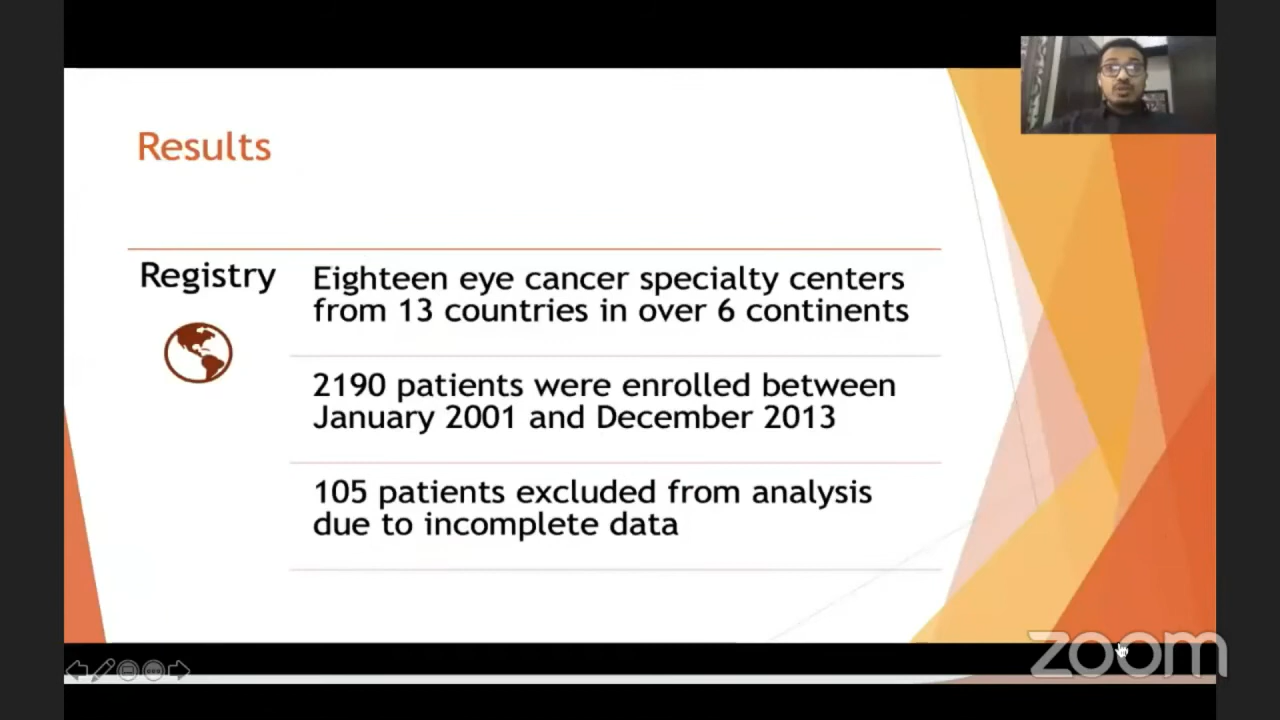 Results
Registry
Eighteen eye cancer specialty centers
from 13 countries in over 6 continents
2190 patients were enrolled between
January 2001 and December 2013
105 patients excluded from analysis
due to incomplete data
zoom